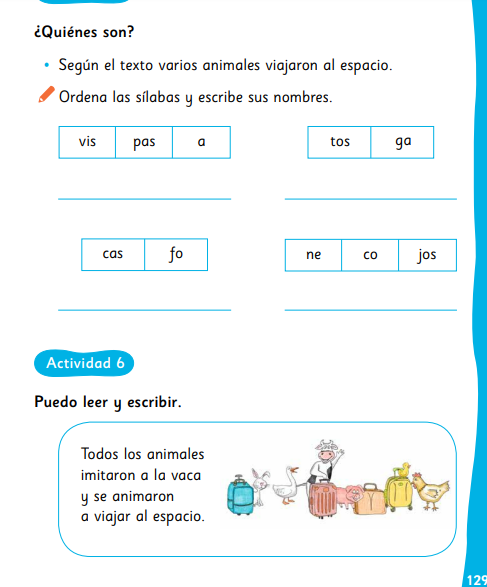 ¿Quiénes son?
• Según el texto varios animales viajaron al espacio.
Ordena las sílabas y escribe sus nombres.
vis pas a
tos ga
cas fo
ne co jos
Actividad 6
Puedo leer y escribir.
Todos los animales
imitaron a la vaca
y se animaron
a viajar al espacio.
129